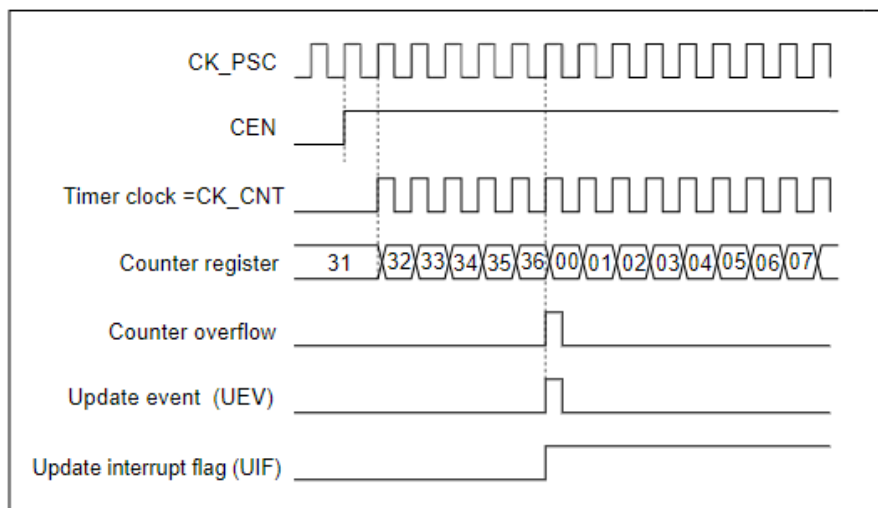 CK_PSC
CEN
Timer clock =CK_CNT
Counter register 31 32 33 34 35 36 00 01 02 03 04 05 06 07
Counter overflow
Update event (UEV)
Update interrupt flag (UIF)